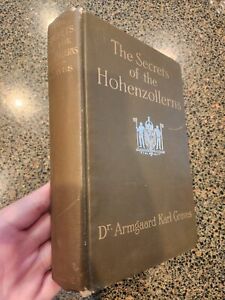 The Secrets
of the
Hohenzollerns
Dr. Armgaard Karl Graves